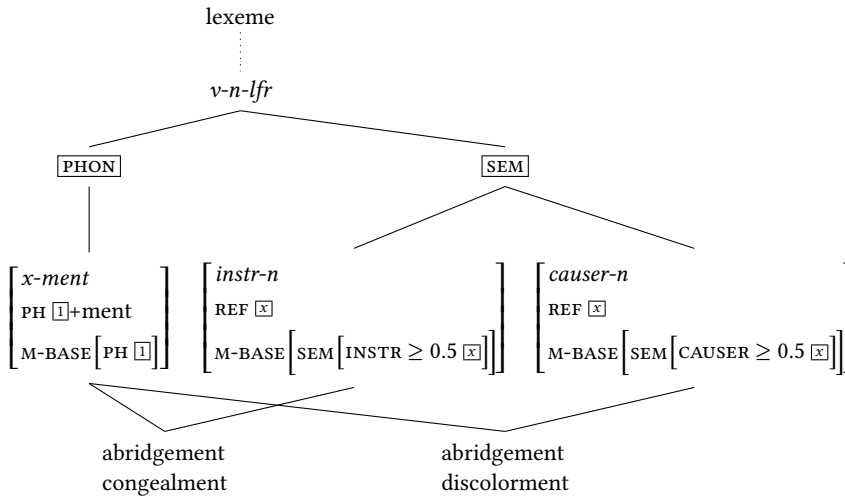 lexeme
v-n-lfr
PHON
SEM
x-ment
PH 1+ment
M-BASE[PH 1]
instr-n
REF x
M-BASE[SEM[INSTR ≥ 0.5 x]]
causer-n
REF x
M-BASE[SEM[CAUSER ≥ 0.5 x]]
abridgement
congealment
abridgement
discolorment